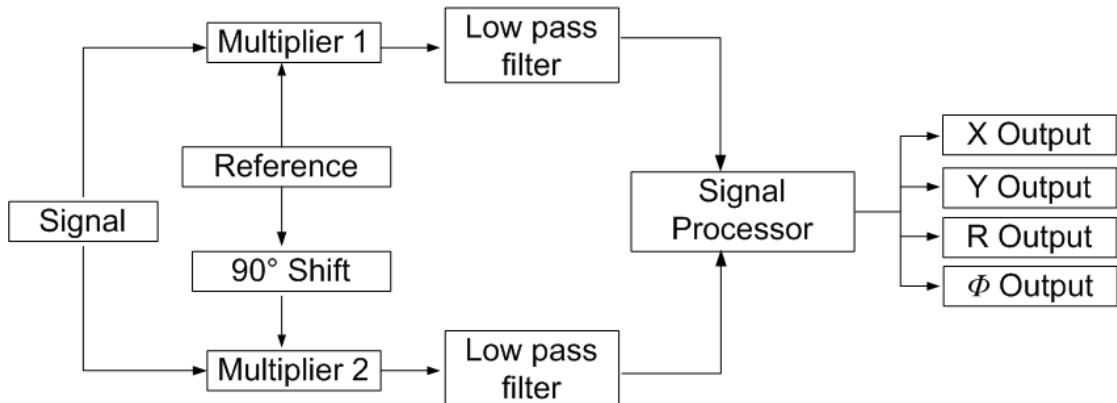 Multiplier 1
Low pass
filter
Reference
Signal
90° Shift
Multiplier 2
Low pass
filter
Signal
Processor
X Output
Y Output
R Output
Φ Output